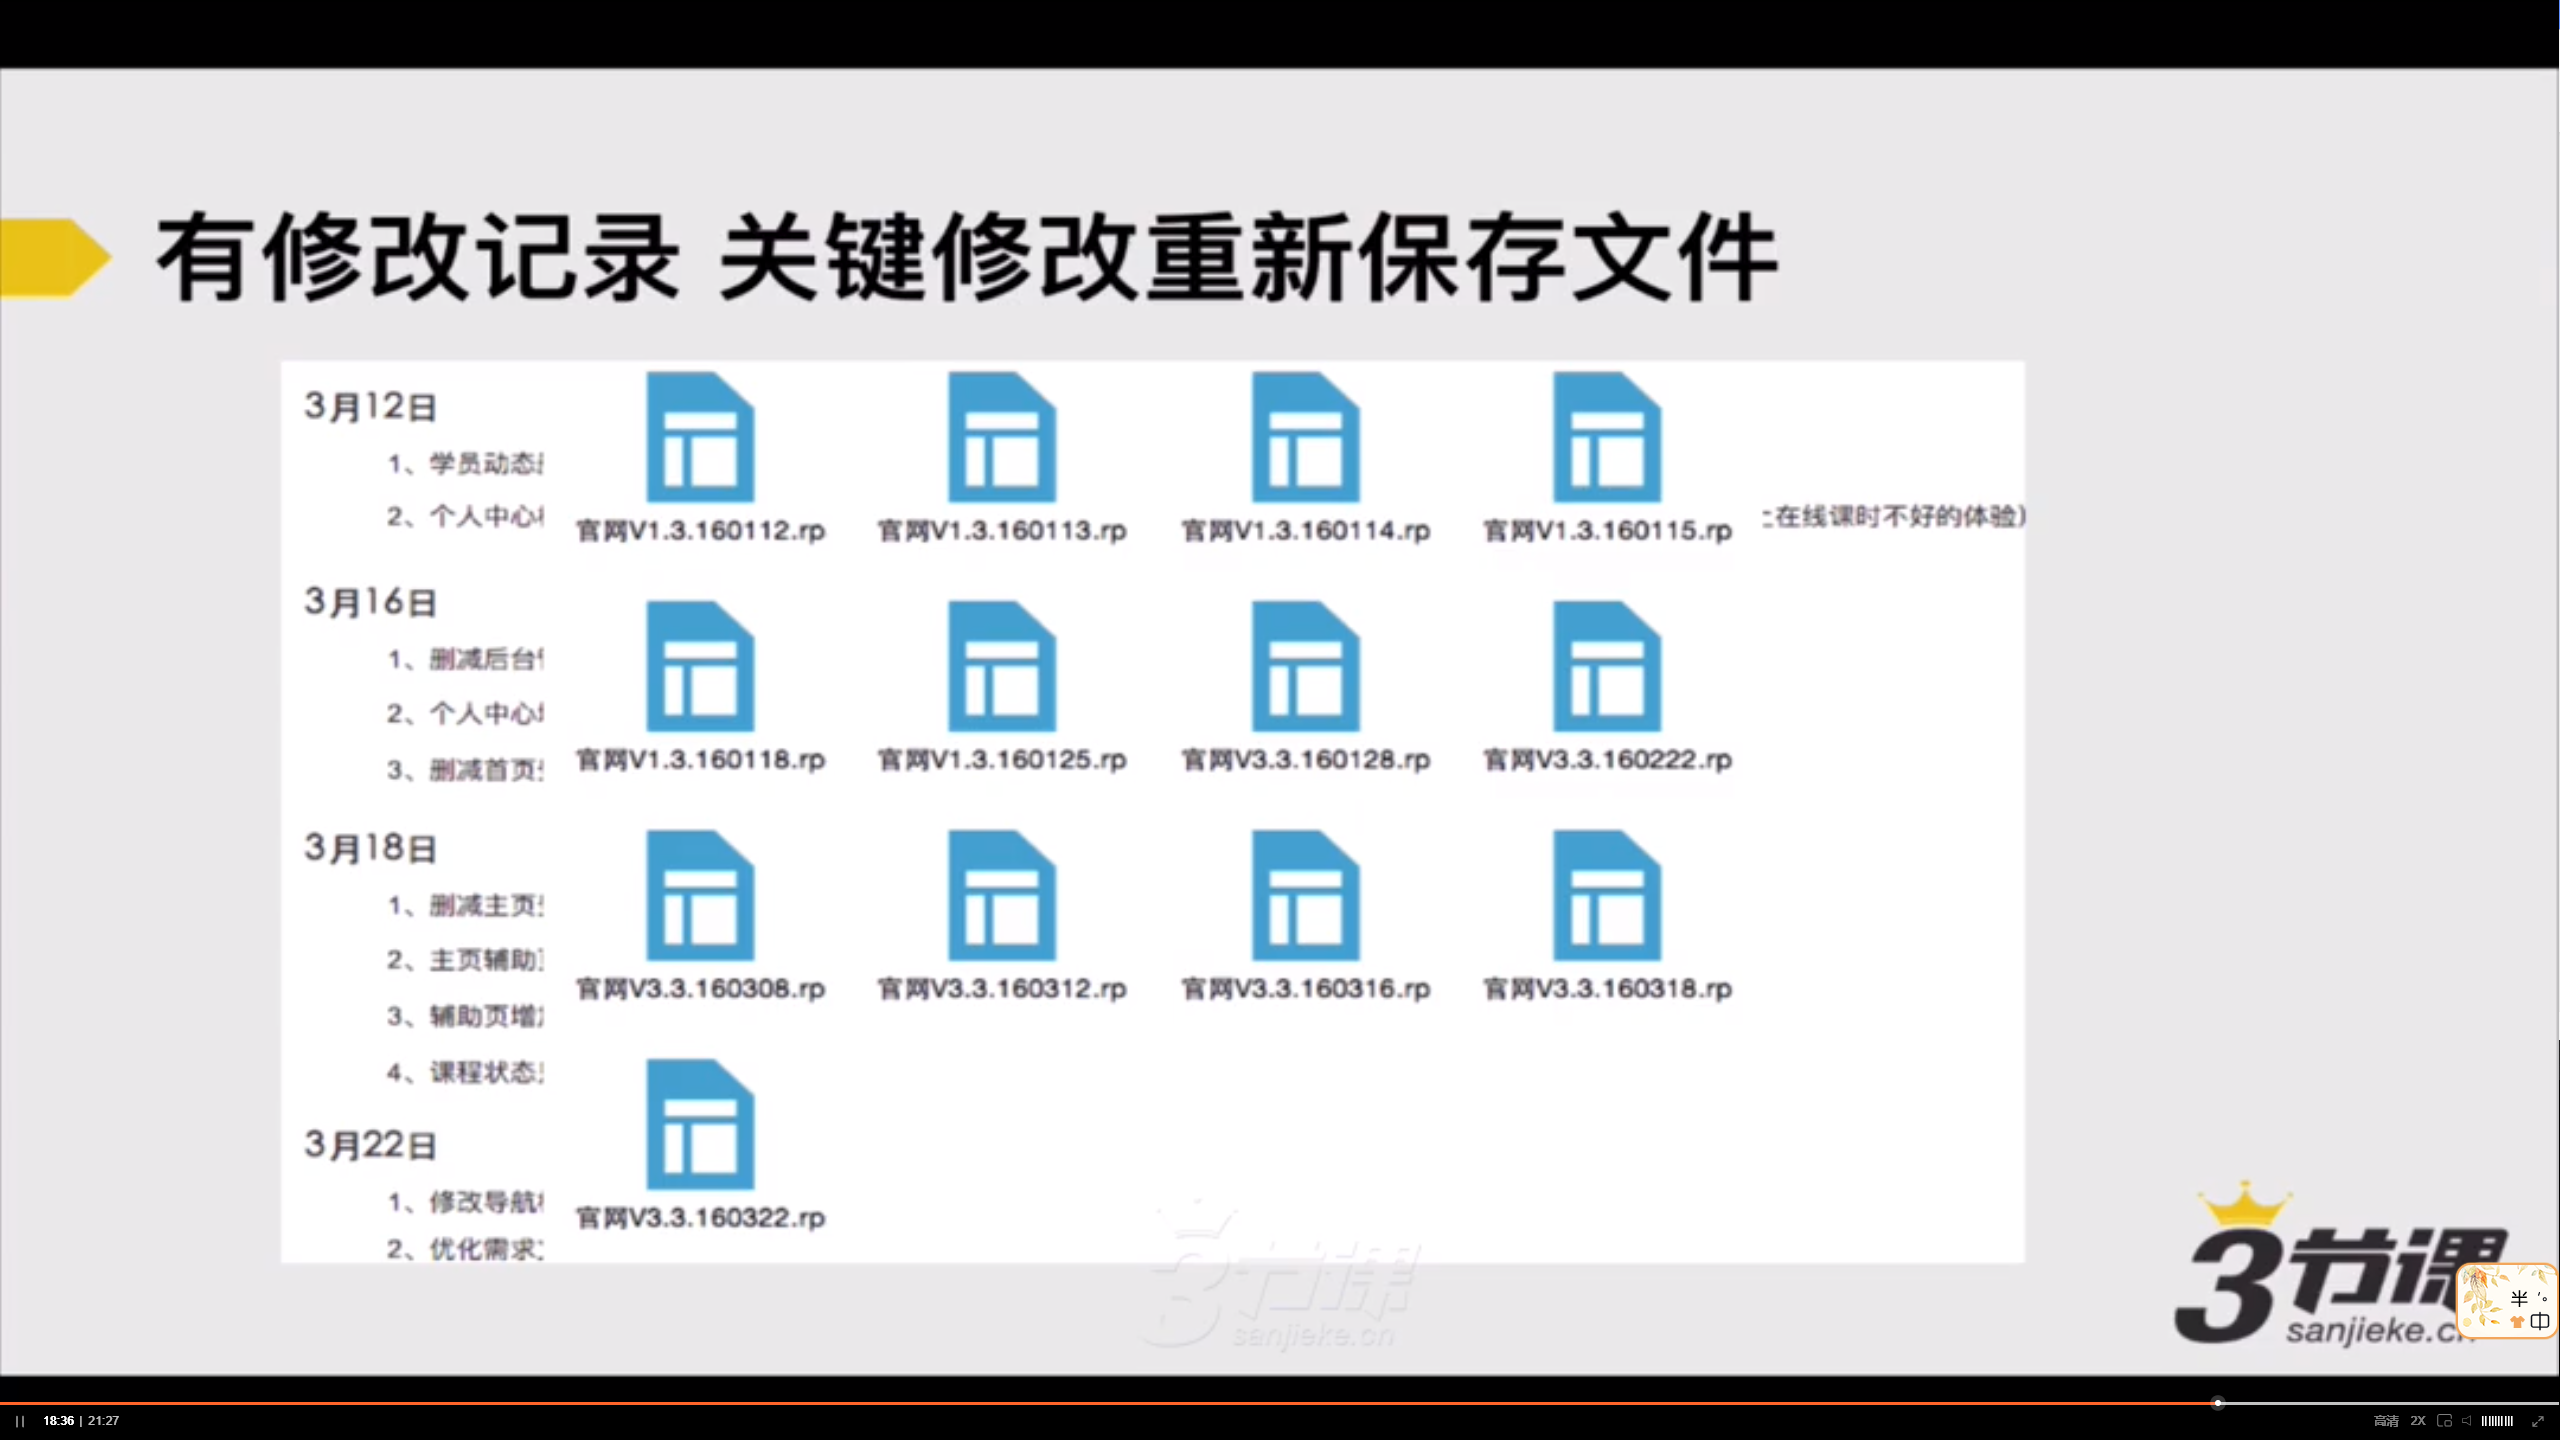 有修改记录 关键修改重新保存文件
3月12日
1、学员动态
2、个人中心
上在线课时不好的体验)
3月16日
1、删减后台
2、个人中心
3、删减首页
3月18日
1、删减主页
2、主页辅助
3、辅助页增
4、课程状态
3月22日
1、修改导航
2、优化需求
官网V1.3.160112.rp
官网V1.3.160113.rp
官网V1.3.160114.rp
官网V1.3.160115.rp
官网V1.3.160118.rp
官网V1.3.160125.rp
官网V3.3.160128.rp
官网V3.3.160222.rp
官网V3.3.160308.rp
官网V3.3.160312.rp
官网V3.3.160316.rp
官网V3.3.160318.rp
官网V3.3.160322.rp
3节课
sanjieke.cn
3节课
sanjieke.cn
半 ’。
中
18:36 | 21:27
高清 2X